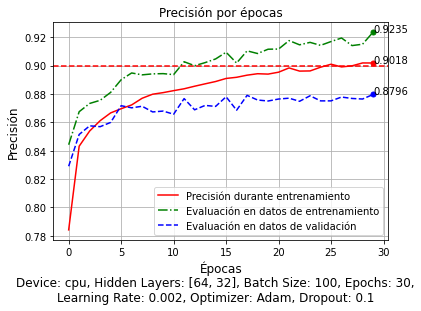 Precisión por épocas
Precisión
0.92
0.90
0.88
0.86
0.84
0.82
0.80
0.78
0.9235
0.9018
0.8796
Precisión durante entrenamiento
Evaluación en datos de entrenamiento
Evaluación en datos de validación
0
5
10
15
20
25
30
Épocas
Device: cpu, Hidden Layers: [64, 32], Batch Size: 100, Epochs: 30,
Learning Rate: 0.002, Optimizer: Adam, Dropout: 0.1